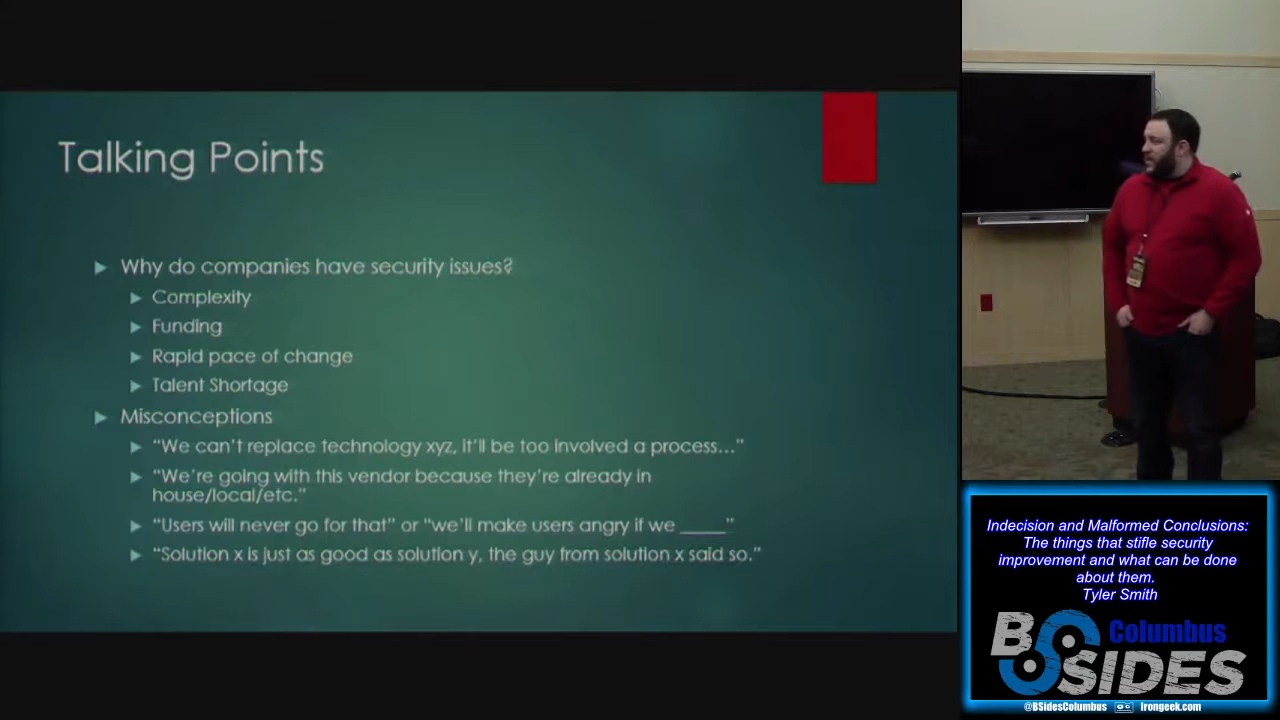 Talking Points
Why do companies have security issues?
Complexity
Funding
Rapid pace of change
Talent Shortage
Misconceptions
“We can’t replace technology xyz, it’ll be too involved a process…”
“We’re going with this vendor because they’re already in
house/local/etc.”
“Users will never go for that” or “we’ll make users angry if we _____”
“Solution x is just as good as solution y, the guy from solution x said so.”
Indecision and Malformed Conclusions:
The things that stifle security
improvement and what can be done
about them.
Tyler Smith
BSIDES Columbus
@BSidesColumbus Irongeek.com